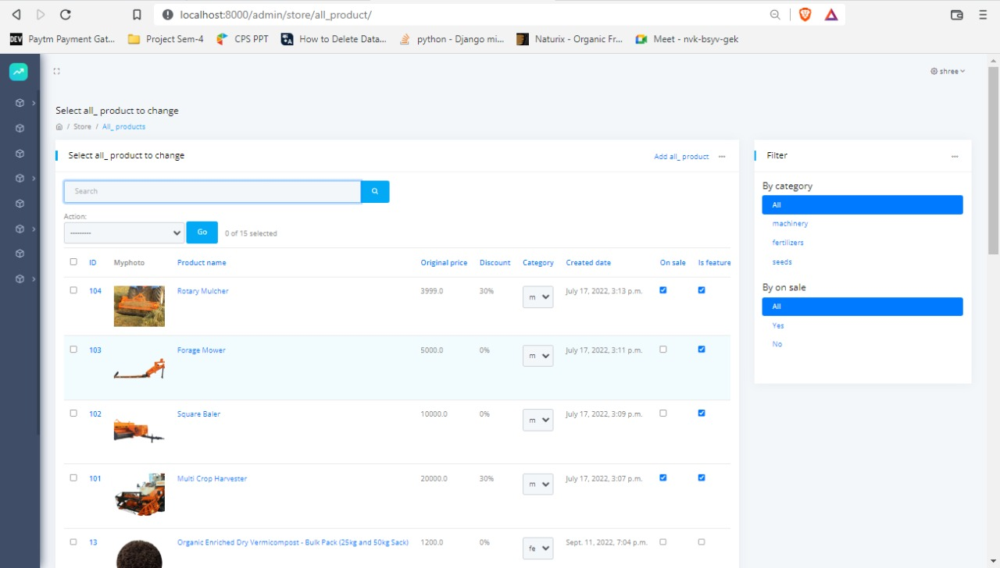 localhost:8000/admin/store/all_product/
DEV Paytm Payment Gat... Project Sem-4 CPS PPT How to Delete Data... python - Django mi... Naturix - Organic Fr... Meet - nvk-bsyv-gek
shree
Select all_ product to change
/ Store / All_ products
Select all_ product to change
Add all_ product ...
Search
Action:
---------
Go
0 of 15 selected
ID Myphoto Product name Original price Discount Category Created date On sale Is feature
104 Rotary Mulcher 3999.0 30% m July 17, 2022, 3:13 p.m.
103 Forage Mower 5000.0 0% m July 17, 2022, 3:11 p.m.
102 Square Baler 10000.0 0% m July 17, 2022, 3:09 p.m.
101 Multi Crop Harvester 20000.0 30% m July 17, 2022, 3:07 p.m.
13 Organic Enriched Dry Vermicompost - Bulk Pack (25kg and 50kg Sack) 1200.0 0% fe Sept. 11, 2022, 7:04 p.m.
Filter ...
By category
All
machinery
fertilizers
seeds
By on sale
All
Yes
No